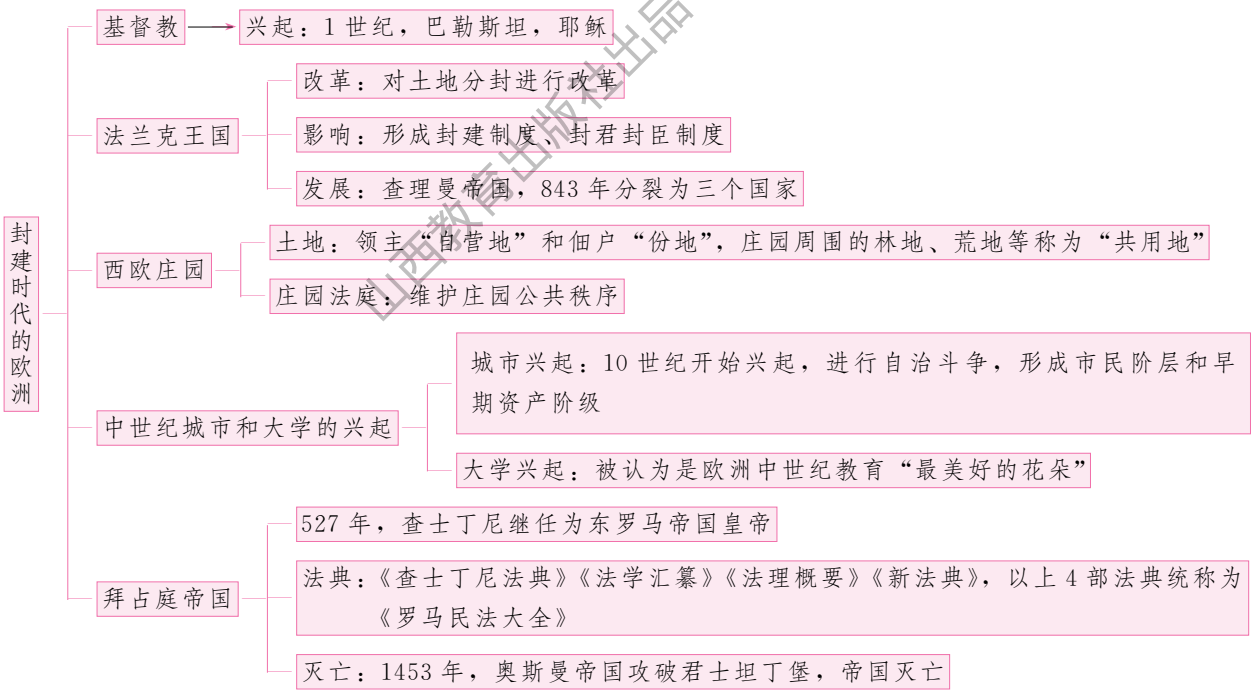 封建时代的欧洲
基督教
兴起：1世纪，巴勒斯坦，耶稣
法兰克王国
改革：对土地分封进行改革
影响：形成封建制度、封君封臣制度
发展：查理曼帝国，843年分裂为三个国家
西欧庄园
土地：领主“自营地”和佃户“份地”，庄园周围的林地、荒地等称为“共用地”
庄园法庭：维护庄园公共秩序
中世纪城市和大学的兴起
城市兴起：10世纪开始兴起，进行自治斗争，形成市民阶层和早
期资产阶级
大学兴起：被认为是欧洲中世纪教育“最美好的花朵”
拜占庭帝国
527年，查士丁尼继任为东罗马帝国皇帝
法典：《查士丁尼法典》《法学汇纂》《法理概要》《新法典》，以上4部法典统称为
《罗马民法大全》
灭亡：1453年，奥斯曼帝国攻破君士坦丁堡，帝国灭亡
山西教育出版社出品